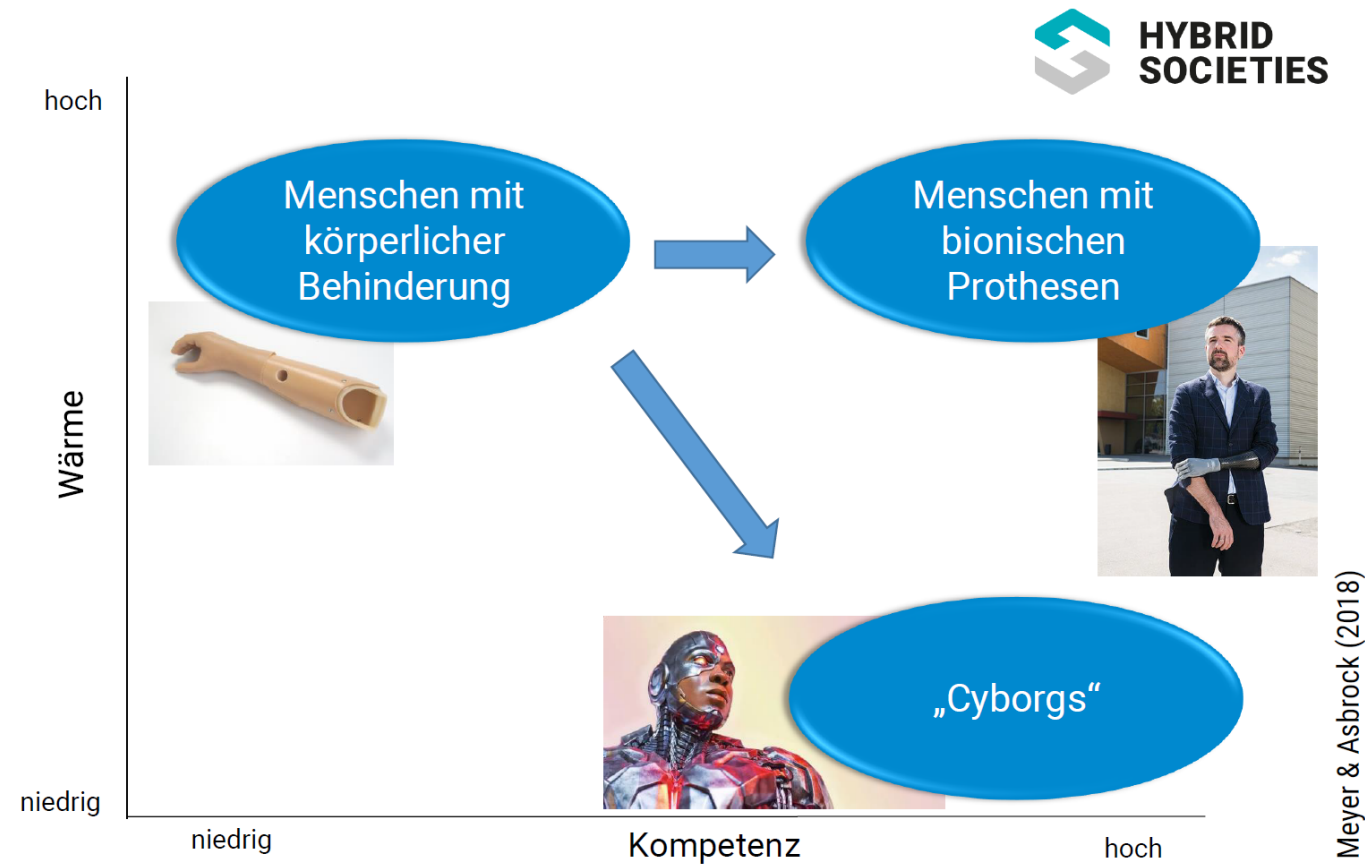 HYBRID
SOCIETIES
hoch
Menschen mit
körperlicher
Behinderung
Menschen mit
bionischen
Prothesen
Wärme
„Cyborgs“
niedrig
niedrig
Kompetenz
hoch
Meyer & Asbrock (2018)